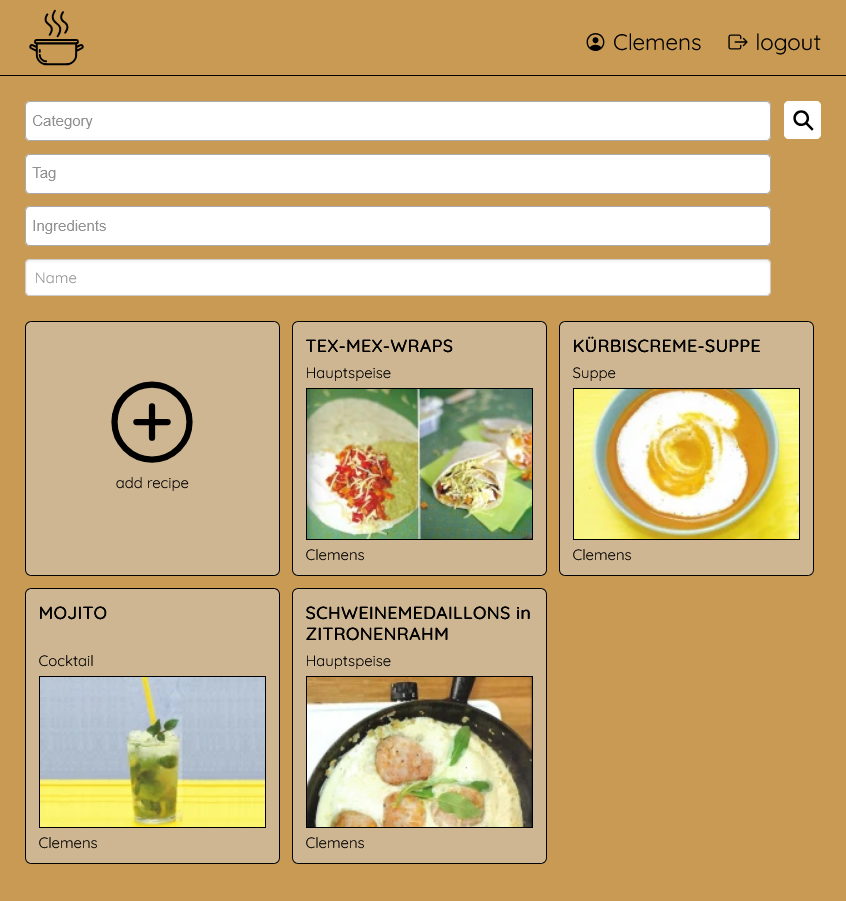 Clemens
logout
Category
Tag
Ingredients
Name
add recipe
TEX-MEX-WRAPS
Hauptspeise
Clemens
KÜRBISCREME-SUPPE
Suppe
Clemens
MOJITO
Cocktail
Clemens
SCHWEINEMEDAILLONS in
ZITRONENRAHM
Hauptspeise
Clemens